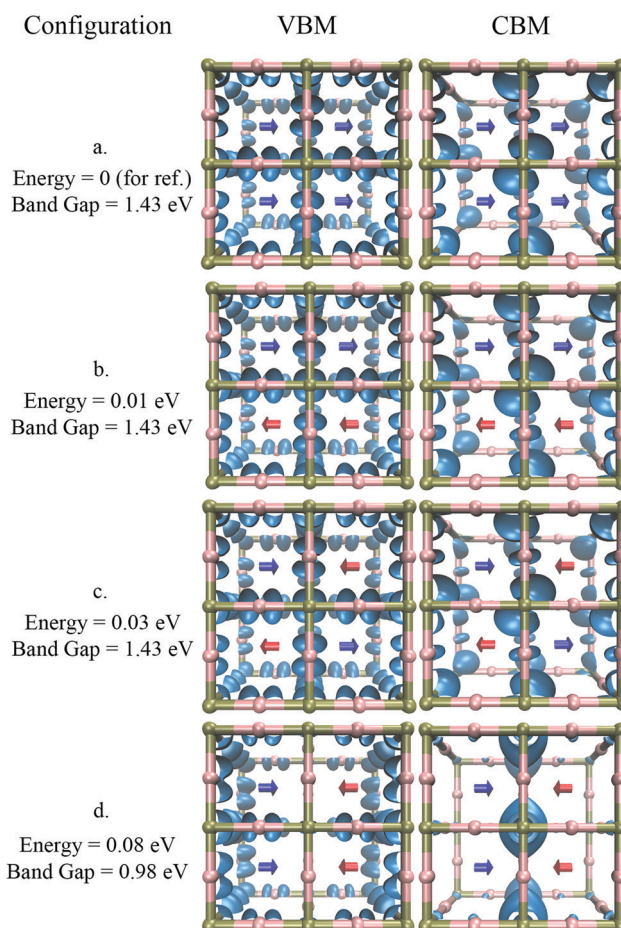 Configuration VBM CBM
a.
Energy = 0 (for ref.)
Band Gap = 1.43 eV
b.
Energy = 0.01 eV
Band Gap = 1.43 eV
c.
Energy = 0.03 eV
Band Gap = 1.43 eV
d.
Energy = 0.08 eV
Band Gap = 0.98 eV